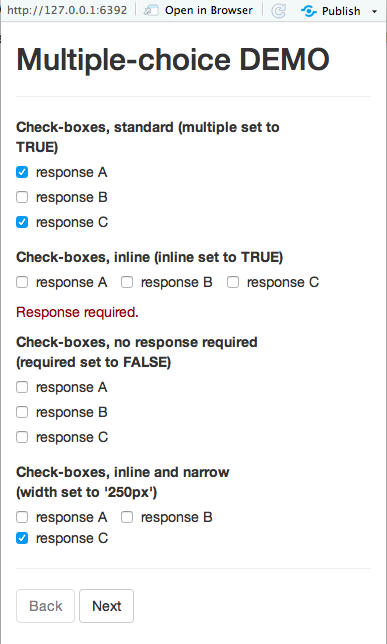 http://127.0.0.1:6392 Open in Browser Publish
Multiple-choice DEMO
Check-boxes, standard (multiple set to
TRUE)
response A
response B
response C
Check-boxes, inline (inline set to TRUE)
response A response B response C
Response required.
Check-boxes, no response required
(required set to FALSE)
response A
response B
response C
Check-boxes, inline and narrow
(width set to '250px')
response A response B
response C
Back Next